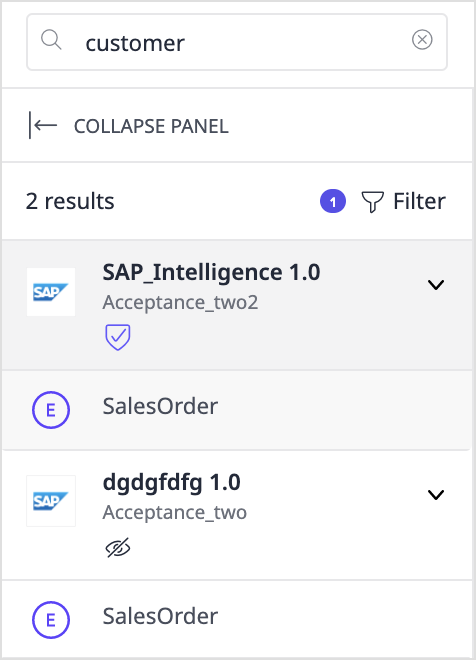 customer
COLLAPSE PANEL
2 results
1
Filter
SAP_Intelligence 1.0
SAP
Acceptance_two2
E
SalesOrder
dgdgfdfg 1.0
SAP
Acceptance_two
E
SalesOrder